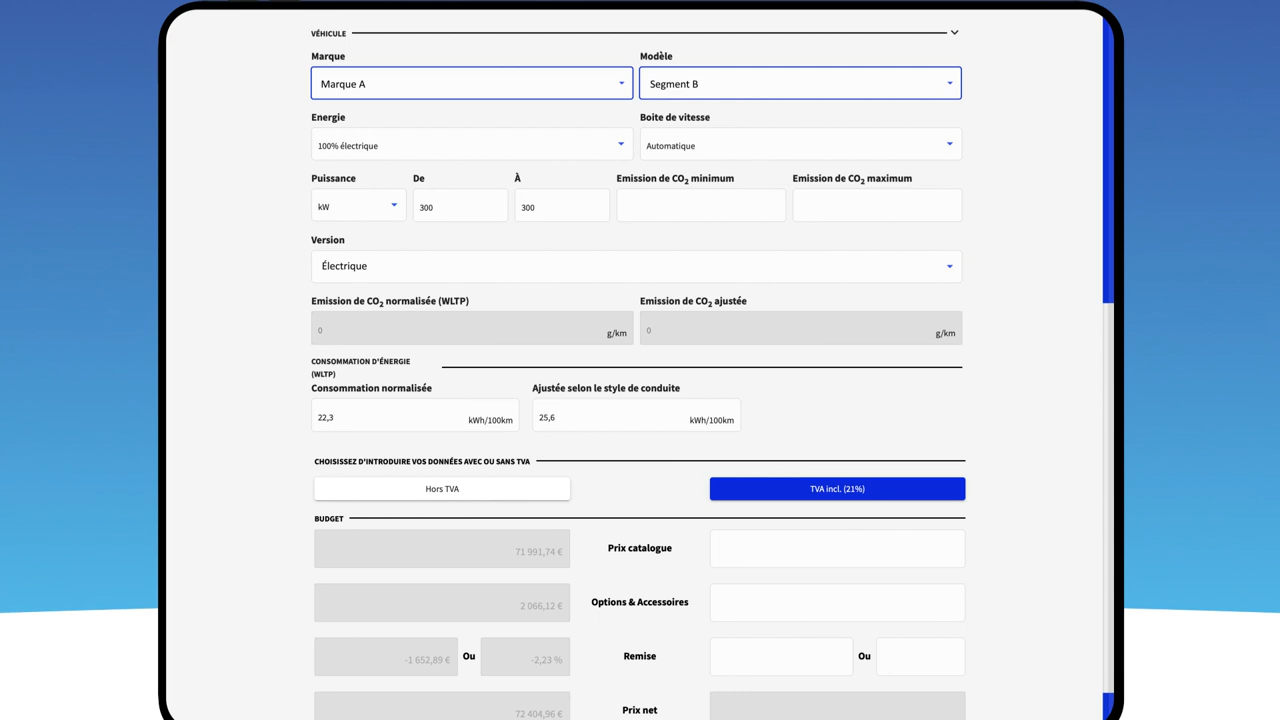 VÉHICULE
Marque Modèle
Marque A Segment B
Energie Boite de vitesse
100% électrique Automatique
Puissance De À Emission de CO2 minimum Emission de CO2 maximum
kW 300 300
Version
Électrique
Emission de CO2 normalisée (WLTP) Emission de CO2 ajustée
0 g/km 0 g/km
CONSOMMATION D'ÉNERGIE
(WLTP)
Consommation normalisée Ajustée selon le style de conduite
22,3 kWh/100km 25,6 kWh/100km
CHOISISSEZ D'INTRODUIRE VOS DONNÉES AVEC OU SANS TVA
Hors TVA TVA incl. (21%)
BUDGET
71 991,74 € Prix catalogue
2 066,12 € Options & Accessoires
-1 652,89 € Ou -2,23 % Remise Ou
72 404,96 € Prix net